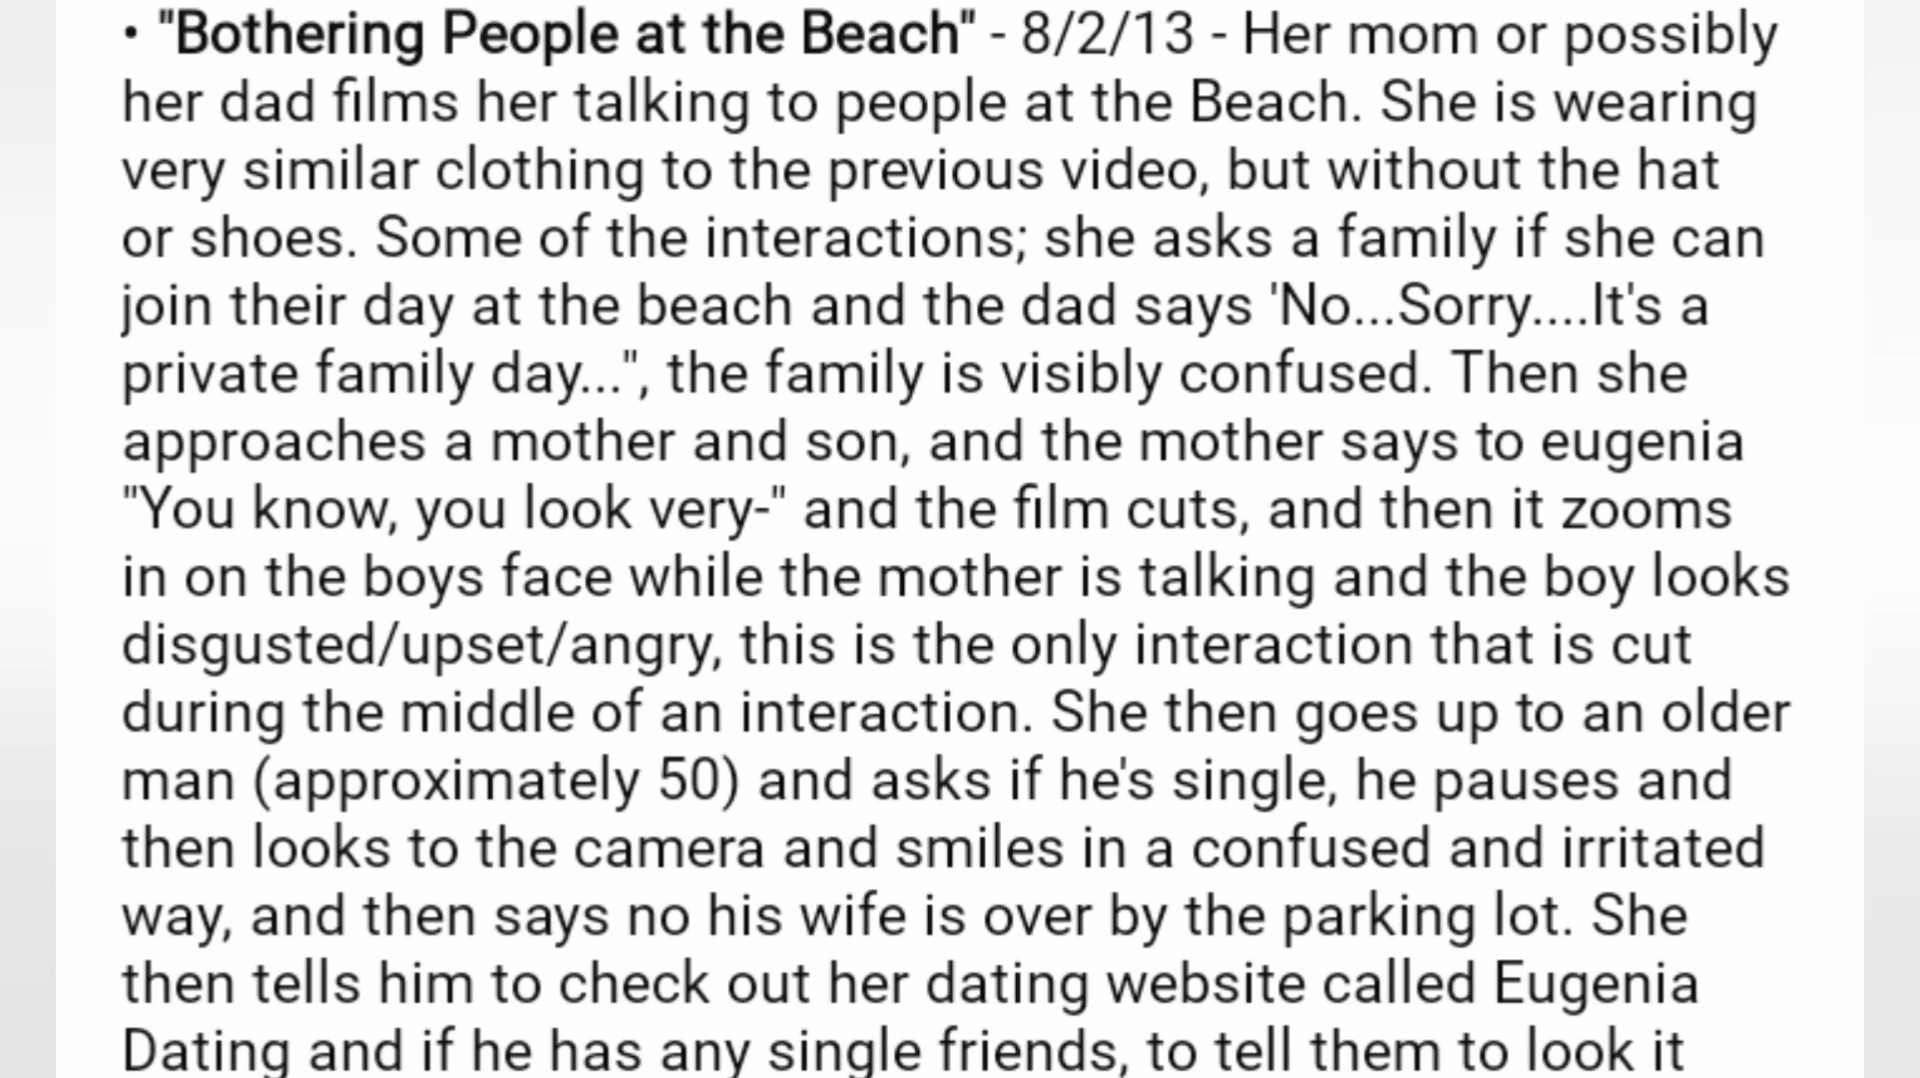 • "Bothering People at the Beach" - 8/2/13 - Her mom or possibly
her dad films her talking to people at the Beach. She is wearing
very similar clothing to the previous video, but without the hat
or shoes. Some of the interactions; she asks a family if she can
join their day at the beach and the dad says 'No...Sorry....It's a
private family day...", the family is visibly confused. Then she
approaches a mother and son, and the mother says to eugenia
"You know, you look very-" and the film cuts, and then it zooms
in on the boys face while the mother is talking and the boy looks
disgusted/upset/angry, this is the only interaction that is cut
during the middle of an interaction. She then goes up to an older
man (approximately 50) and asks if he's single, he pauses and
then looks to the camera and smiles in a confused and irritated
way, and then says no his wife is over by the parking lot. She
then tells him to check out her dating website called Eugenia
Dating and if he has any single friends, to tell them to look it